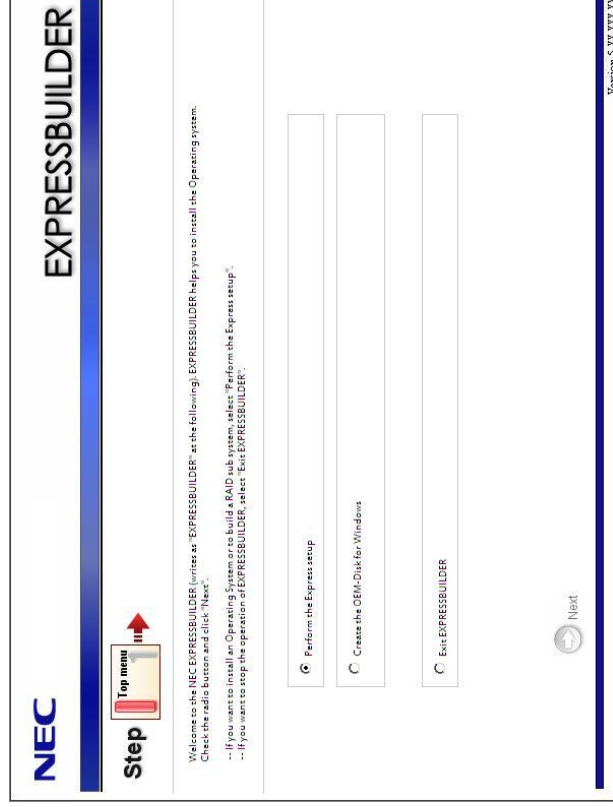 NEC EXPRESSBUILDER
Step Top menu 1
Welcome to the NEC EXPRESSBUILDER (writes as "EXPRESSBUILDER" at the following). EXPRESSBUILDER helps you to install the Operating system.
Check the radio button and click "Next".
-- If you want to install an Operating System or to build a RAID sub system, select "Perform the Express setup".
-- If you want to stop the operation of EXPRESSBUILDER, select "Exit EXPRESSBUILDER".
Perform the Express setup
Create the OEM-Disk for Windows
Exit EXPRESSBUILDER
Next